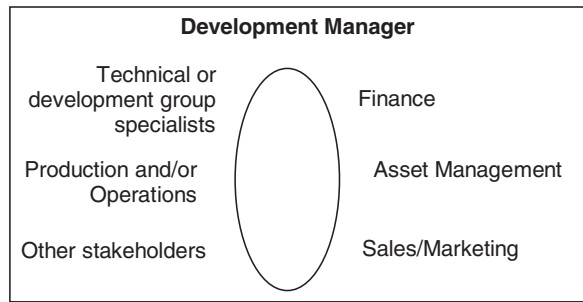 Development Manager
Technical or
development group
specialists
Finance
Production and/or
Operations
Asset Management
Other stakeholders
Sales/Marketing